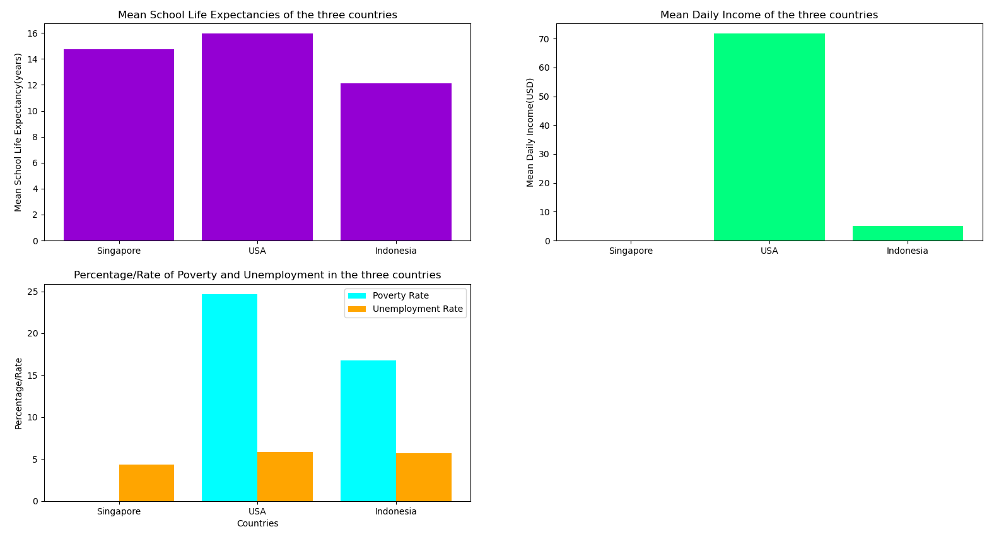 Mean School Life Expectancies of the three countries
Mean School Life Expectancy(years)
16
14
12
10
8
6
4
2
0
Singapore USA Indonesia
Mean Daily Income of the three countries
Mean Daily Income(USD)
70
60
50
40
30
20
10
0
Singapore USA Indonesia
Percentage/Rate of Poverty and Unemployment in the three countries
Percentage/Rate
25
20
15
10
5
0
Poverty Rate
Unemployment Rate
Singapore USA Indonesia
Countries